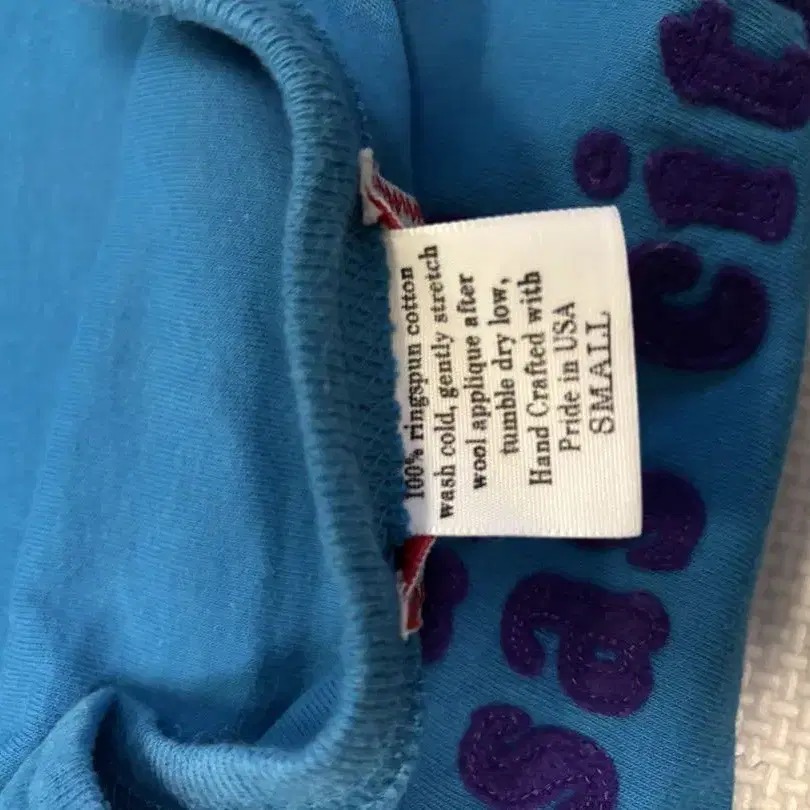 100% ringspun cotton
wash cold, gently stretch
wool applique after
tumble dry low,
Hand Crafted with
Pride in USA
SMALL